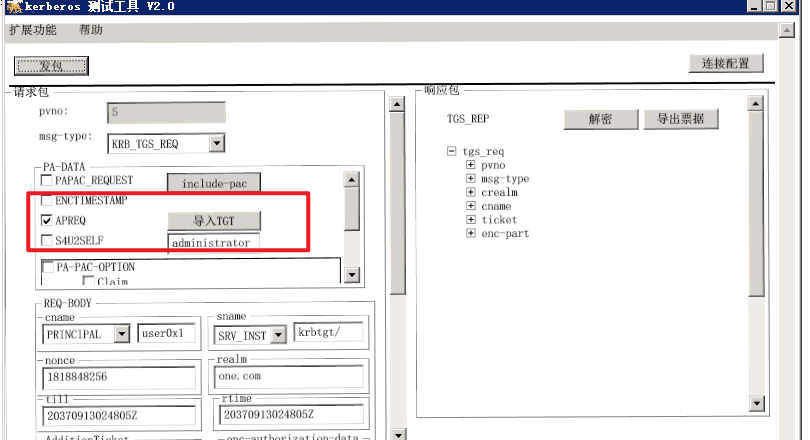 kerberos 测试工具 V2.0
扩展功能 帮助
发包 连接配置
请求包
pvno: 5
msg-type: KRB_TGS_REQ
PA-DATA
PAPAC_REQUEST include-pac
ENCTIMESTAMP
APREQ 导入TGT
S4U2SELF administrator
PA-PAC-OPTION
Claim
REQ-BODY
cname
PRINCIPAL user0x1
sname
SRV_INST krbtgt/
nonce
1818848256
realm
one.com
till
20370913024805Z
rtime
20370913024805Z
AdditionTicket
enc-authorization-data
响应包
TGS_REP 解密 导出票据
tgs_req
pvno
msg-type
crealm
cname
ticket
enc-part